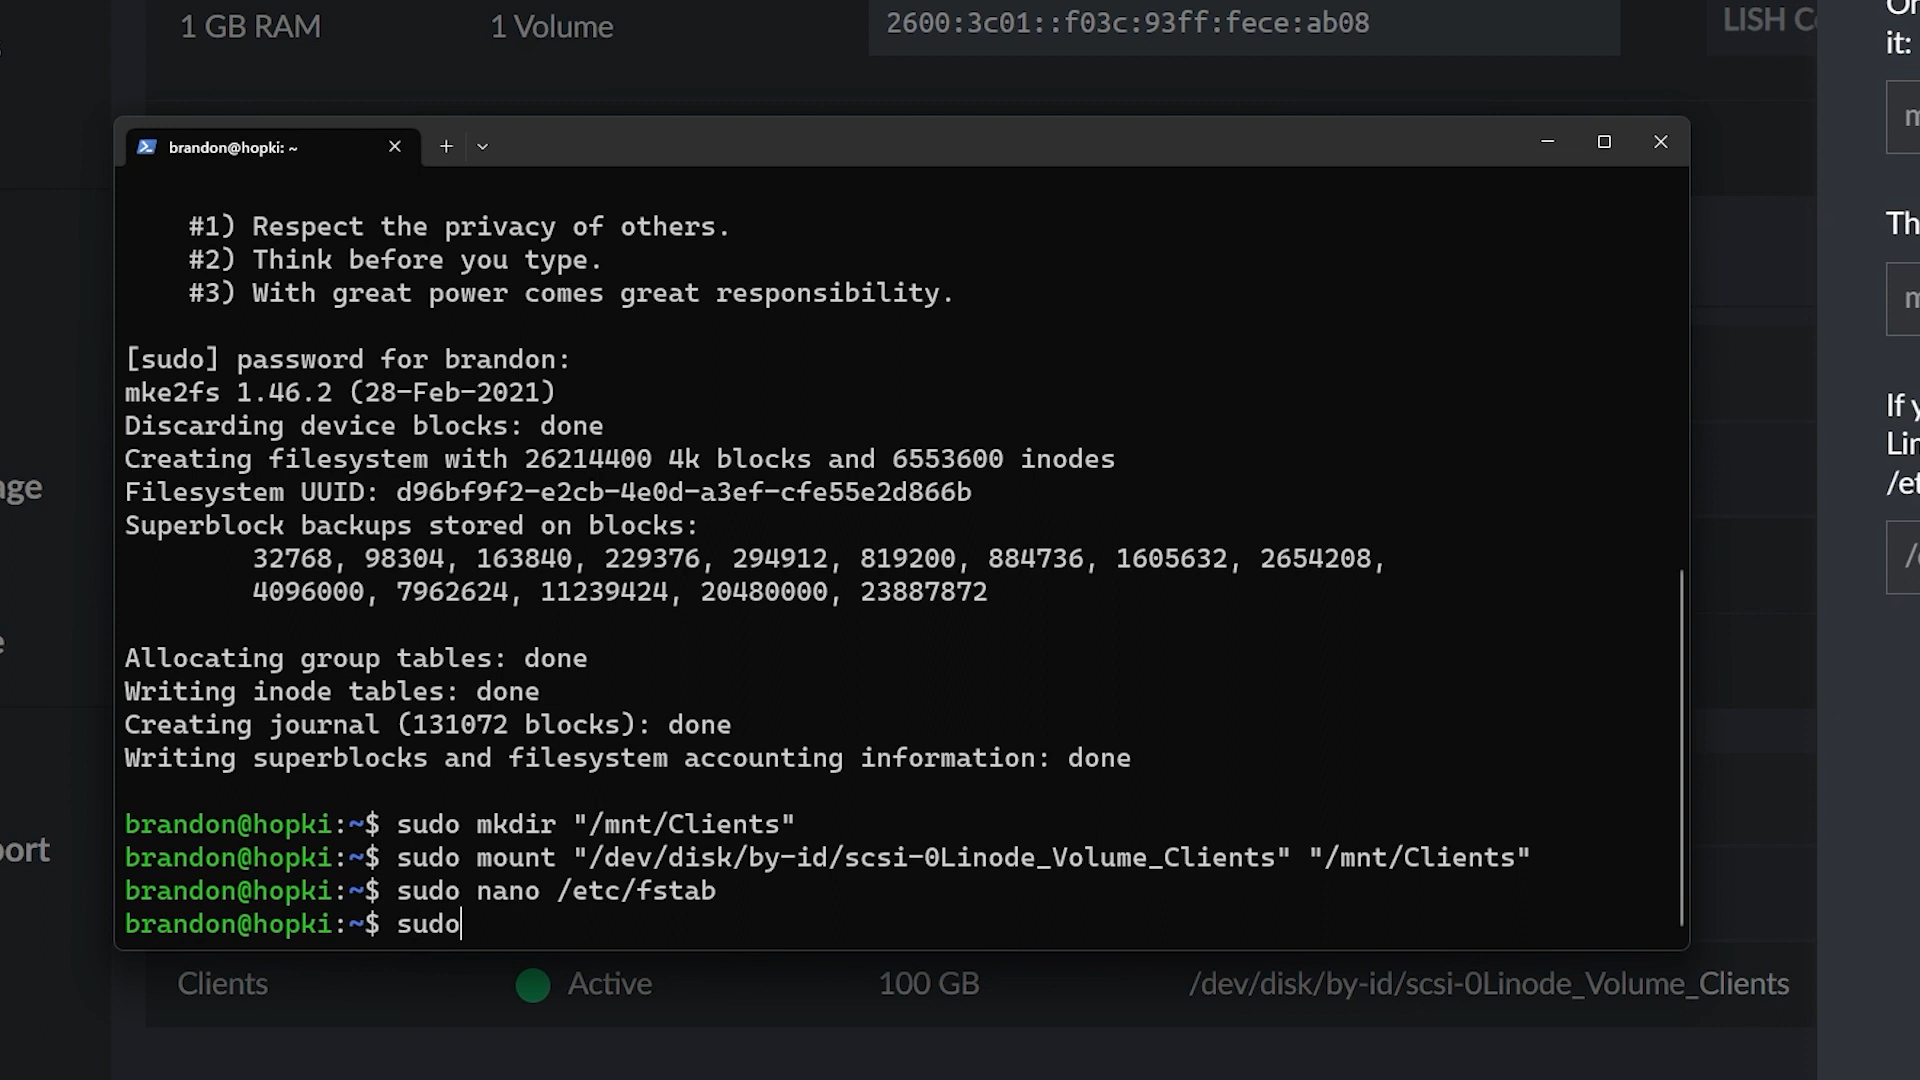 1 GB RAM
1 Volume
2600:3c01::f03c:93ff:fece:ab08
LISH
it:
brandon@hopki: ~
#1) Respect the privacy of others.
#2) Think before you type.
#3) With great power comes great responsibility.
[sudo] password for brandon:
mke2fs 1.46.2 (28-Feb-2021)
Discarding device blocks: done
Creating filesystem with 26214400 4k blocks and 6553600 inodes
Filesystem UUID: d96bf9f2-e2cb-4e0d-a3ef-cfe55e2d866b
Superblock backups stored on blocks:
32768, 98304, 163840, 229376, 294912, 819200, 884736, 1605632, 2654208,
4096000, 7962624, 11239424, 20480000, 23887872
Allocating group tables: done
Writing inode tables: done
Creating journal (131072 blocks): done
Writing superblocks and filesystem accounting information: done
brandon@hopki:~$ sudo mkdir "/mnt/Clients"
brandon@hopki:~$ sudo mount "/dev/disk/by-id/scsi-0Linode_Volume_Clients" "/mnt/Clients"
brandon@hopki:~$ sudo nano /etc/fstab
brandon@hopki:~$ sudo
If
Clients
Active
100 GB
/dev/disk/by-id/scsi-0Linode_Volume_Clients